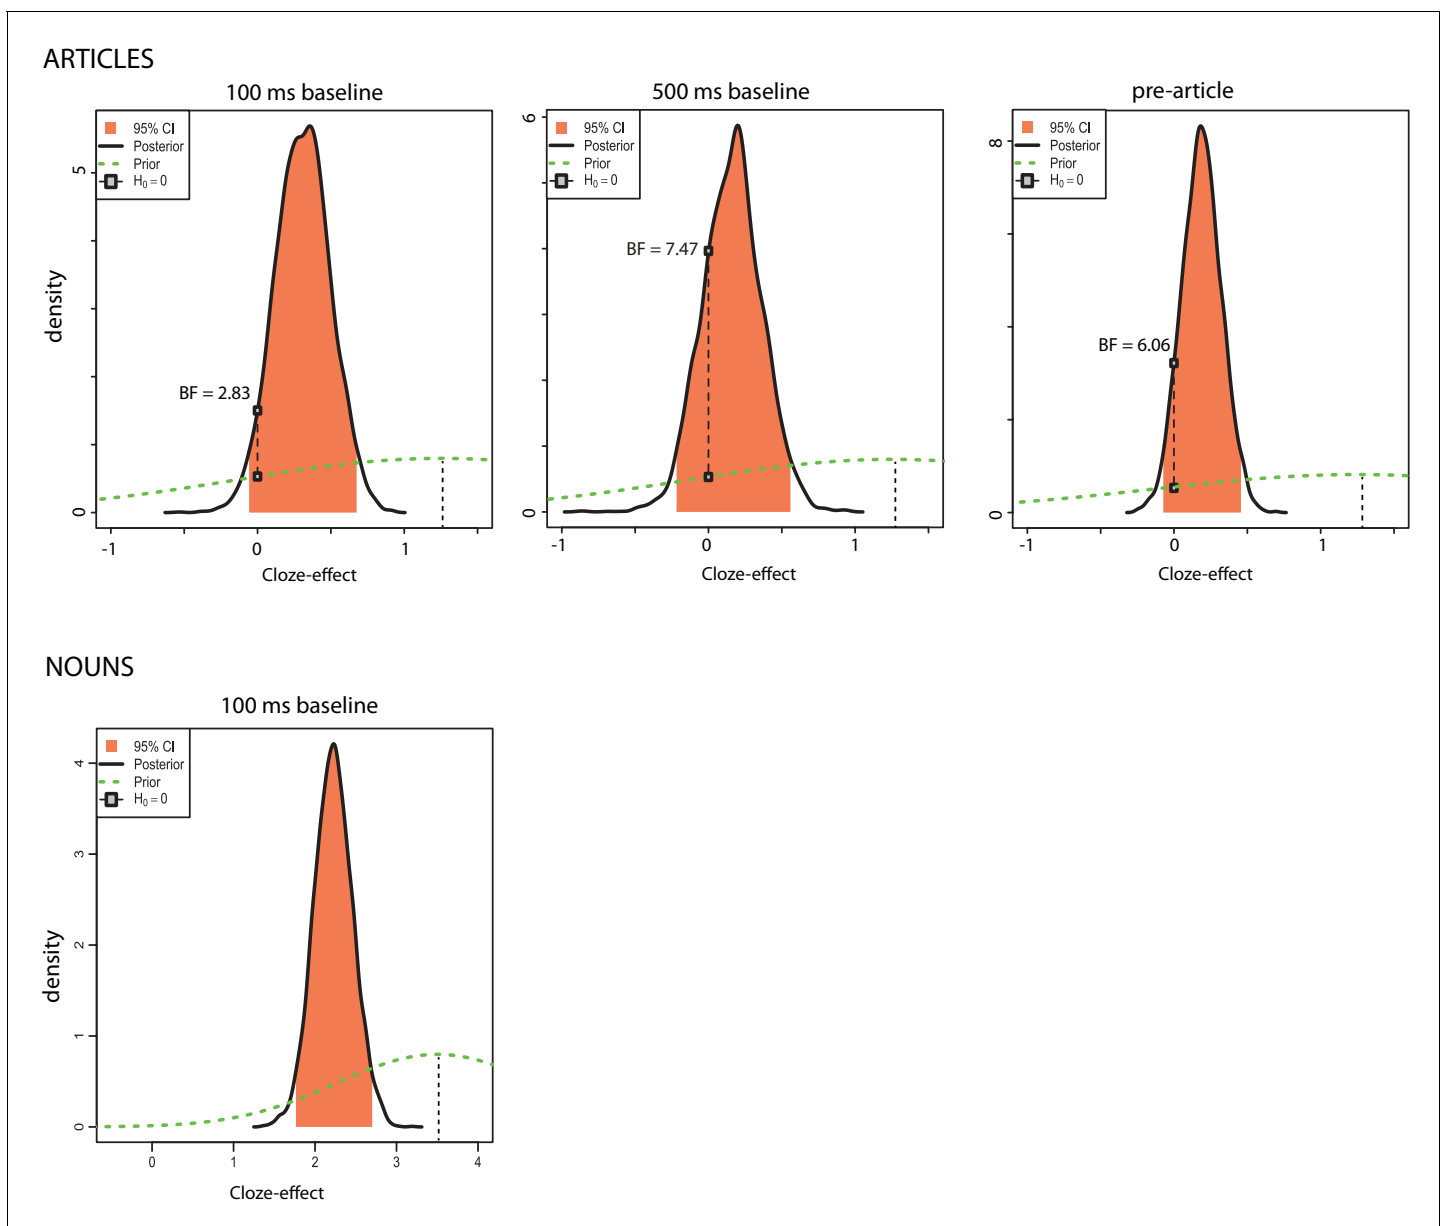 ARTICLES
100 ms baseline
95% CI
Posterior
Prior
H₀ = 0
5
0
density
BF = 2.83
-1 0 1
Cloze-effect
500 ms baseline
95% CI
Posterior
Prior
H₀ = 0
6
0
BF = 7.47
-1 0 1
Cloze-effect
pre-article
95% CI
Posterior
Prior
H₀ = 0
8
0
BF = 6.06
-1 0 1
Cloze-effect
NOUNS
100 ms baseline
95% CI
Posterior
Prior
H₀ = 0
4
3
2
1
0
density
0 1 2 3 4
Cloze-effect